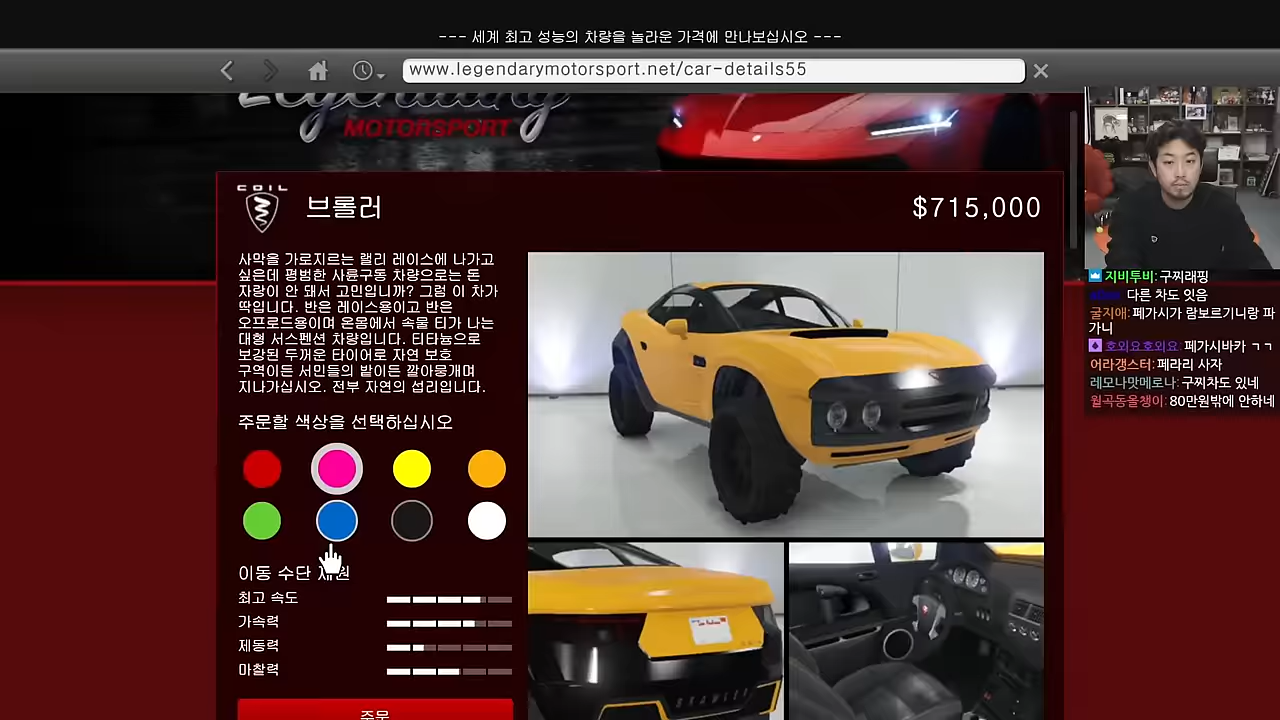 --- 세계 최고 성능의 차량을 놀라운 가격에 만나보십시오 ---
www.legendarymotorsport.net/car-details55
Legendary
MOTORSPORT
COIL
브롤러
$715,000
사막을 가로지르는 랠리 레이스에 나가고
싶은데 평범한 사륜구동 차량으로는 돈
자랑이 안 돼서 고민입니까? 그럼 이 차가
딱입니다. 반은 레이스용이고 반은
오프로드용이며 온몸에서 속물 티가 나는
대형 서스펜션 차량입니다. 티타늄으로
보강된 두꺼운 타이어로 자연 보호
구역이든 서민들의 발이든 깔아뭉개며
지나가십시오. 전부 자연의 섭리입니다.
주문할 색상을 선택하십시오
이동 수단 재원
최고 속도
가속력
제동력
마찰력
주문
BRAWLER
지비투비: 구찌래핑
다른 차도 잇음
굴지애: 페가시가 람보르기니랑 파
가니
호외요호외요: 페가시바카 ㄱㄱ
어라갱스터: 페라리 사자
레모나맛메로나: 구찌차도 있네
월곡동올챙이: 80만원밖에 안하네